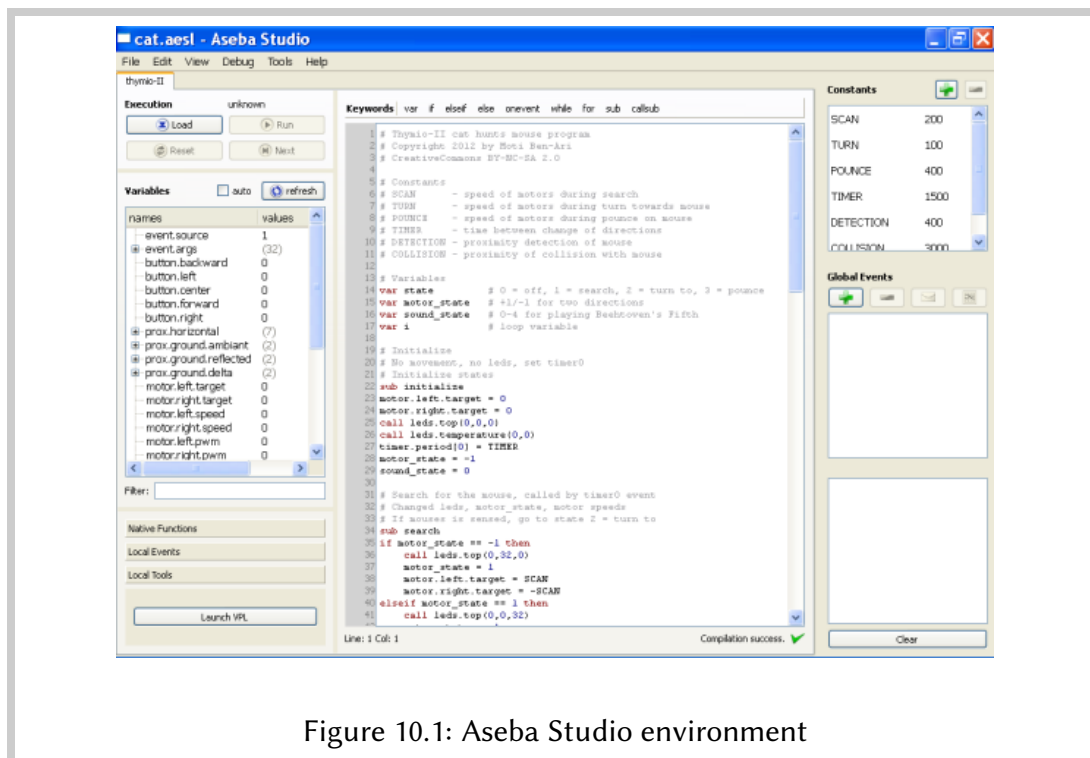 cat.aesl - Aseba Studio
File Edit View Debug Tools Help
thymio-II
Execution unknown
Load Run
Reset Next
Variables auto refresh
names values
event.source 1
event.args (32)
button.backward 0
button.left 0
button.center 0
button.forward 0
button.right 0
prox.horizontal (7)
prox.ground.ambiant (2)
prox.ground.reflected (2)
prox.ground.delta (2)
motor.left.target 0
motor.right.target 0
motor.left.speed 0
motor.right.speed 0
motor.left.pwm 0
motor.right.pwm 0
Filter:
Native Functions
Local Events
Local Tools
Launch VPL
Keywords var if elseif else onevent while for sub callsub
1 # Thymio-II cat hunts mouse program
2 # Copyright 2012 by Moti Ben-Ari
3 # CreativeCommons BY-NC-SA 2.0
4
5 # Constants
6 # SCAN - speed of motors during search
7 # TURN - speed of motors during turn towards mouse
8 # POUNCE - speed of motors during pounce on mouse
9 # TIMER - time between change of directions
10 # DETECTION - proximity detection of mouse
11 # COLLISION - proximity of collision with mouse
12
13 # Variables
14 var state # 0 = off, 1 = search, 2 = turn to, 3 = pounce
15 var motor_state # +1/-1 for two directions
16 var sound_state # 0-4 for playing Beehtoven's Fifth
17 var i # loop variable
18
19 # Initialize
20 # No movement, no leds, set timer0
21 # Initialize states
22 sub initialize
23 motor.left.target = 0
24 motor.right.target = 0
25 call leds.top(0,0,0)
26 call leds.temperature(0,0)
27 timer.period[0] = TIMER
28 motor_state = -1
29 sound_state = 0
30
31 # Search for the mouse, called by timer0 event
32 # Changed leds, motor_state, motor speeds
33 # If mouses is sensed, go to state 2 = turn to
34 sub search
35 if motor_state == -1 then
36 call leds.top(0,32,0)
37 motor_state = 1
38 motor.left.target = SCAN
39 motor.right.target = -SCAN
40 elseif motor_state == 1 then
41 call leds.top(0,0,32)
Line: 1 Col: 1 Compilation success.
Constants
SCAN 200
TURN 100
POUNCE 400
TIMER 1500
DETECTION 400
COLLISION 3000
Global Events
Clear
Figure 10.1: Aseba Studio environment